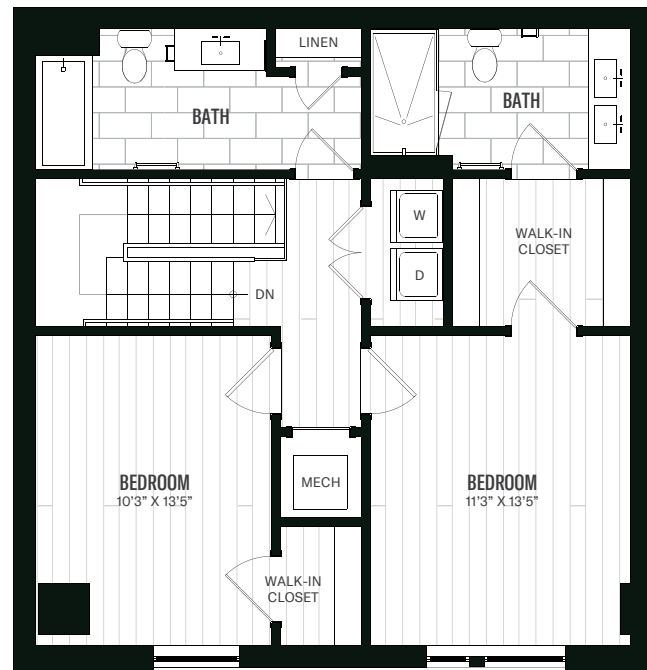 LINEN
BATH
BATH
W
WALK-IN
CLOSET
D
DN
MECH
BEDROOM
10'3" X 13'5"
BEDROOM
11'3" X 13'5"
WALK-IN
CLOSET